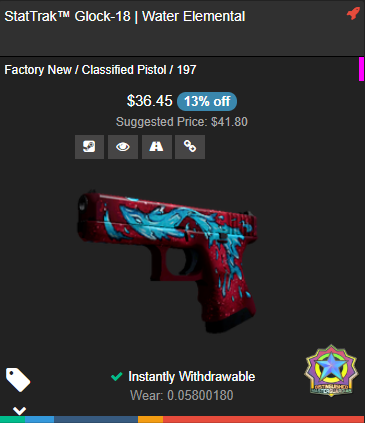 StatTrak™ Glock-18 | Water Elemental
Factory New / Classified Pistol / 197
$36.45 13% off
Suggested Price: $41.80
✓ Instantly Withdrawable
Wear: 0.05800180